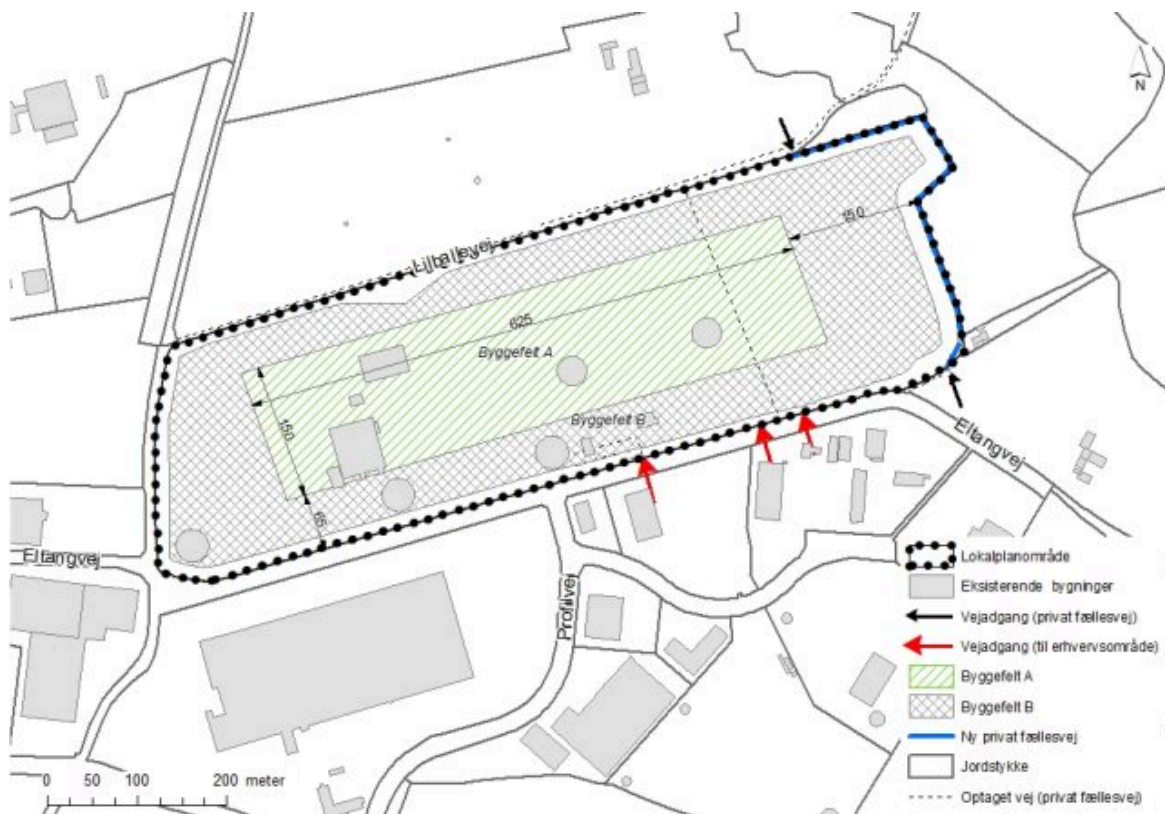 N
Lilballevej
150
625
Byggefelt A
150
Byggefelt B
65
Eltangvej
Eltangvej
Profilvej
Lokalplanområde
Eksisterende bygninger
Vejadgang (privat fællesvej)
Vejadgang (til erhvervsområde)
Byggefelt A
Byggefelt B
Ny privat fællesvej
Jordstykke
Optaget vej (privat fællesvej)
0 50 100 200 meter